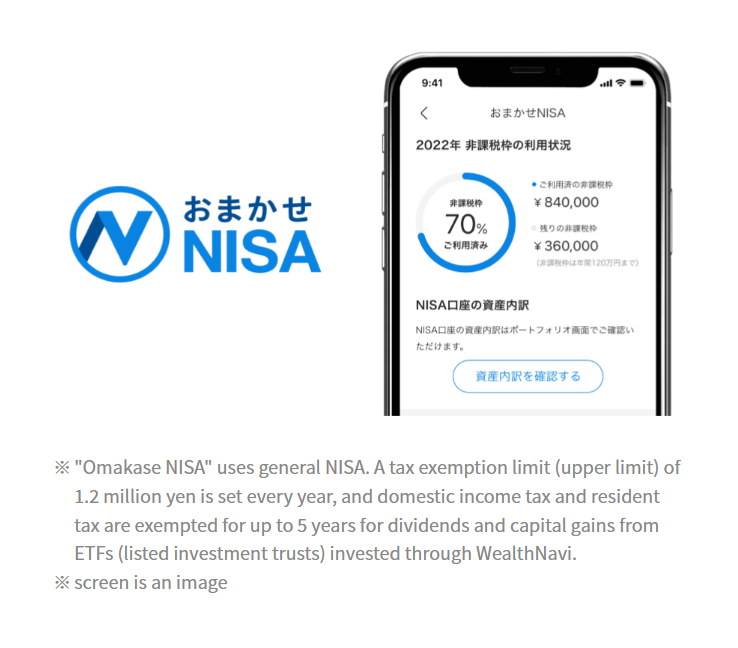 おまかせ
NISA
9:41
おまかせNISA
2022年 非課税枠の利用状況
非課税枠
70%
ご利用済み
ご利用済の非課税枠
¥ 840,000
残りの非課税枠
¥ 360,000
(非課税枠は年間120万円まで)
NISA口座の資産内訳
NISA口座の資産内訳はポートフォリオ画面でご確認い
ただけます。
資産内訳を確認する
※ "Omakase NISA" uses general NISA. A tax exemption limit (upper limit) of
1.2 million yen is set every year, and domestic income tax and resident
tax are exempted for up to 5 years for dividends and capital gains from
ETFs (listed investment trusts) invested through WealthNavi.
※ screen is an image